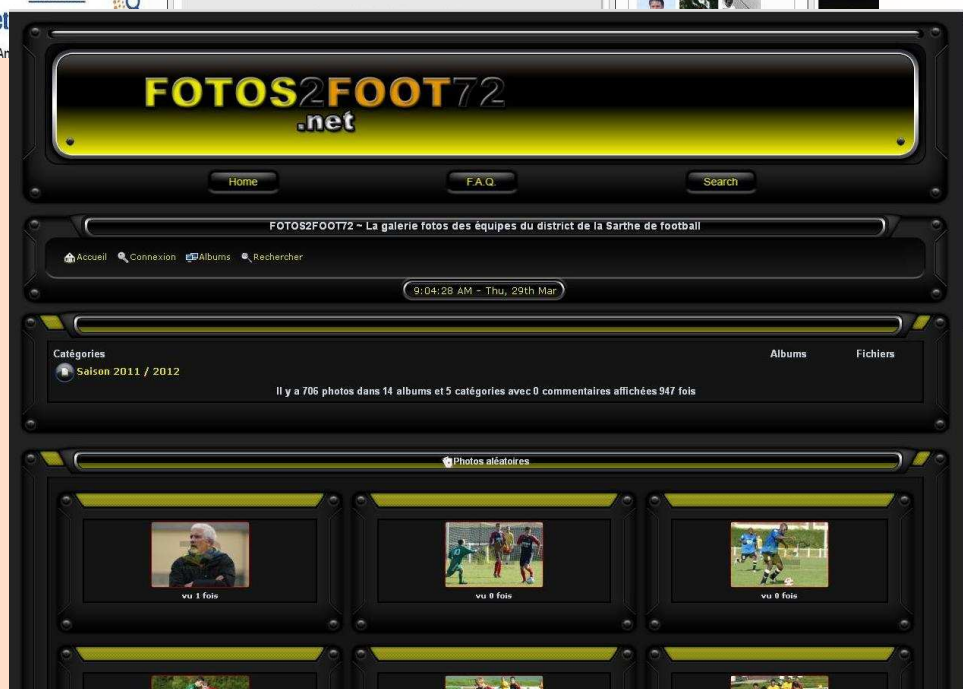 et
An
FOTOS2FOOT72
.net
Home F.A.Q. Search
FOTOS2FOOT72 ~ La galerie fotos des équipes du district de la Sarthe de football
Accueil Connexion Albums Rechercher
9:04:28 AM - Thu, 29th Mar
Catégories Albums Fichiers
Saison 2011 / 2012
Il y a 706 photos dans 14 albums et 5 catégories avec 0 commentaires affichées 947 fois
Photos aléatoires
vu 1 fois vu 0 fois vu 0 fois